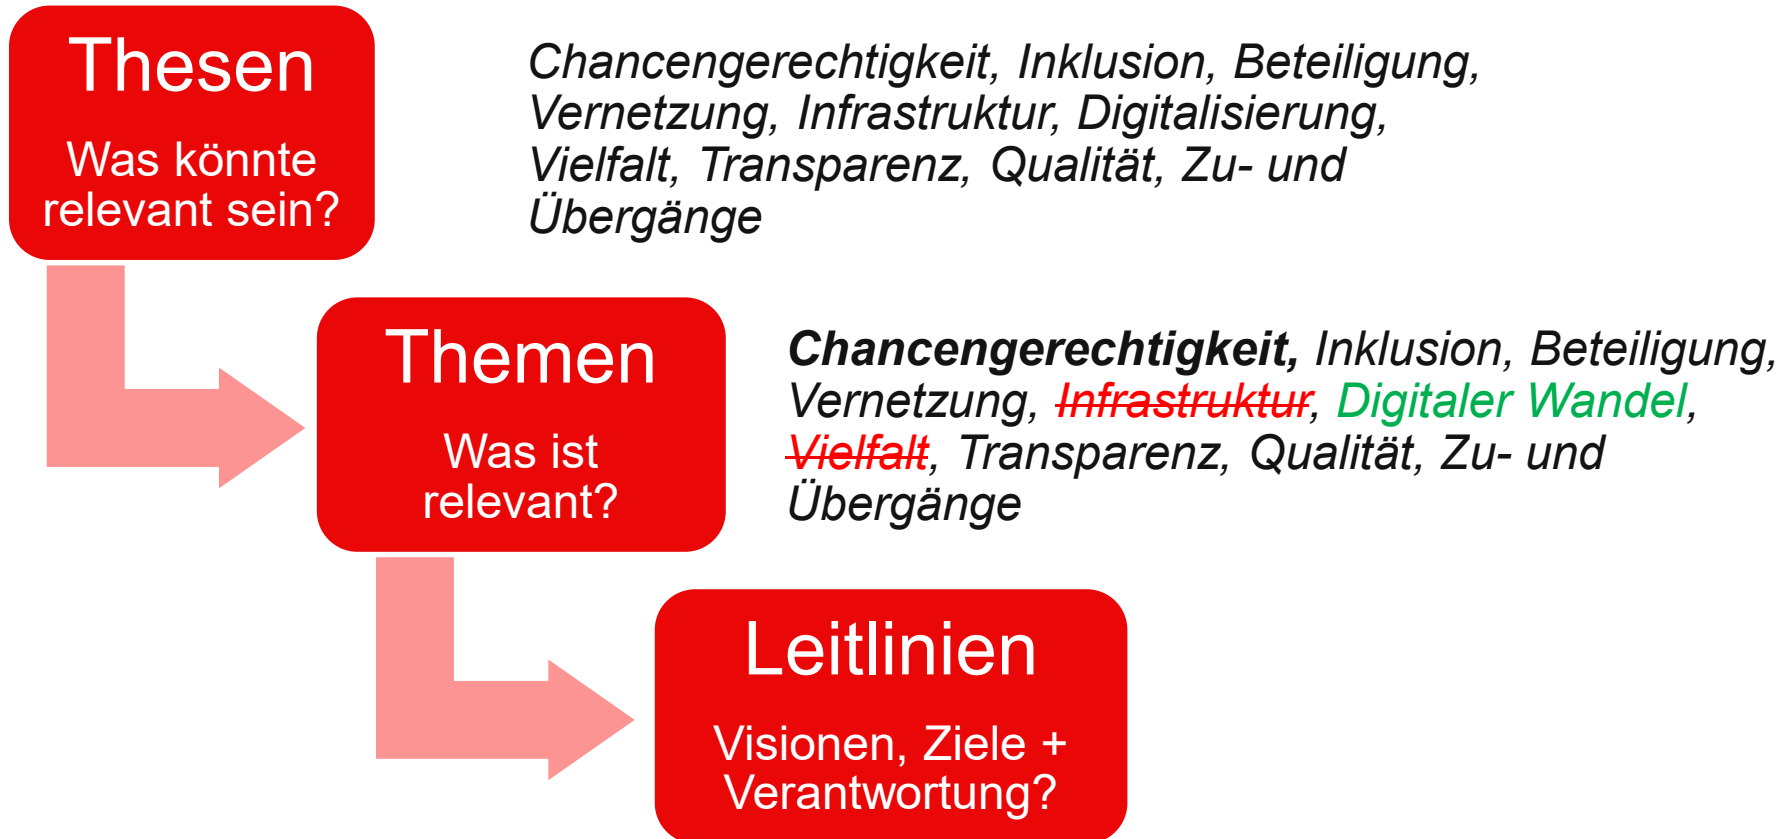 Thesen
Was könnte
relevant sein?
Chancengerechtigkeit, Inklusion, Beteiligung,
Vernetzung, Infrastruktur, Digitalisierung,
Vielfalt, Transparenz, Qualität, Zu- und
Übergänge
Themen
Was ist
relevant?
Chancengerechtigkeit, Inklusion, Beteiligung,
Vernetzung, Infrastruktur, Digitaler Wandel,
Vielfalt, Transparenz, Qualität, Zu- und
Übergänge
Leitlinien
Visionen, Ziele +
Verantwortung?